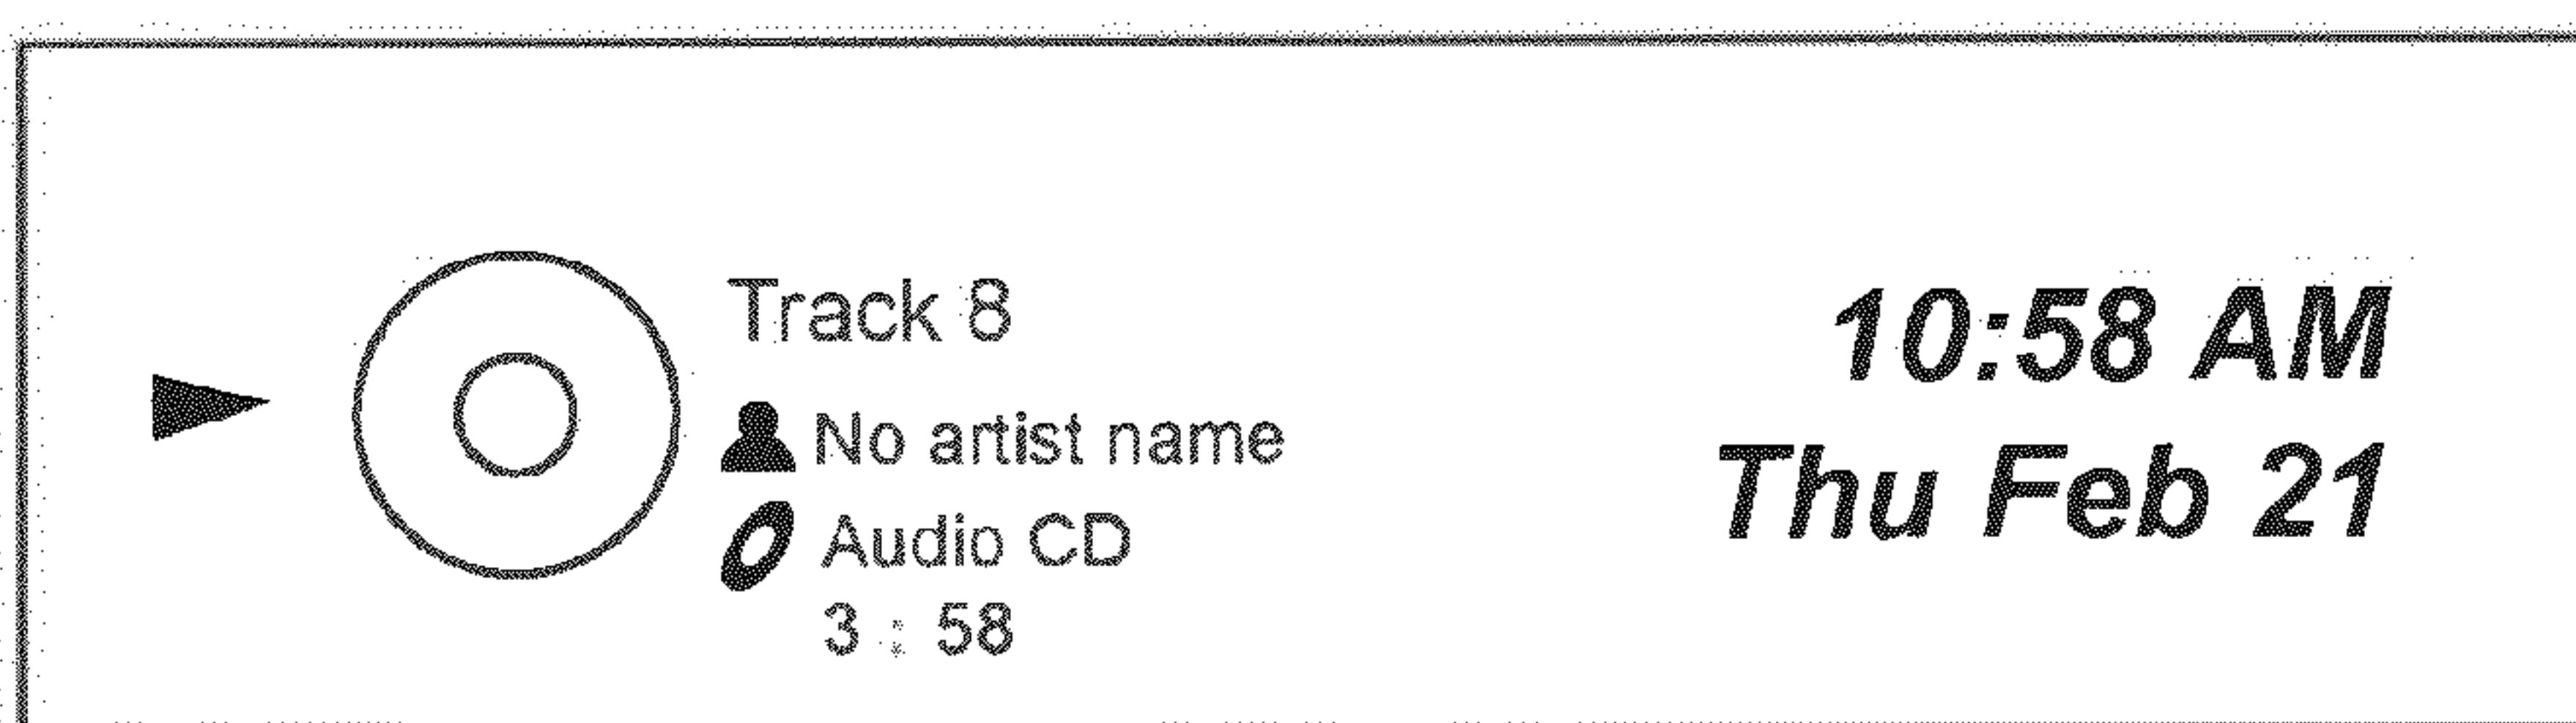 Track 8
No artist name
Audio CD
3 : 58
10:58 AM
Thu Feb 21